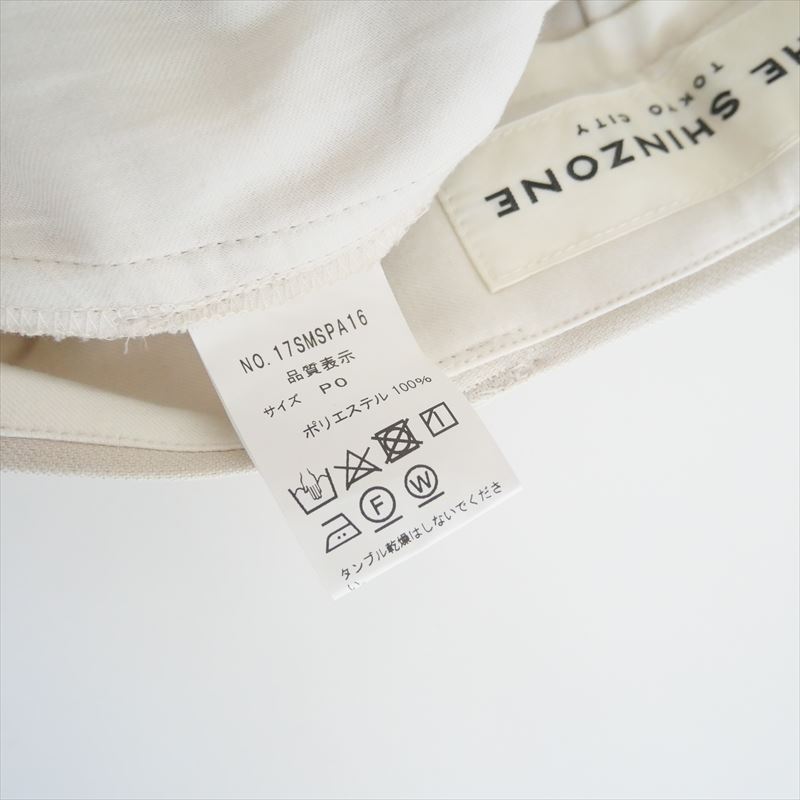 HE SHINZONE
TOKYO CITY
NO.17SMSPA16
品質表示
サイズ PO
ポリエステル 100%
F W
タンブル乾燥はしないでくださ
い